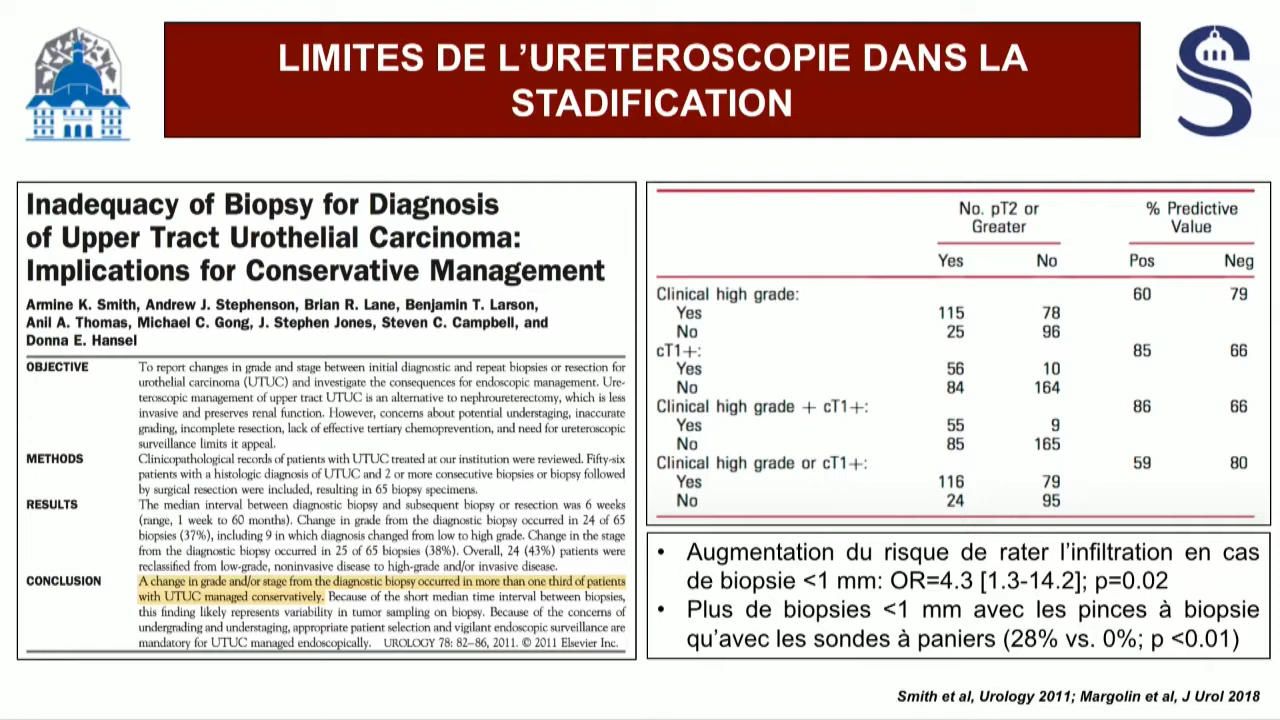 LIMITES DE L'URETEROSCOPIE DANS LA
STADIFICATION
Inadequacy of Biopsy for Diagnosis
of Upper Tract Urothelial Carcinoma:
Implications for Conservative Management
Armine K. Smith, Andrew J. Stephenson, Brian R. Lane, Benjamin T. Larson,
Anil A. Thomas, Michael C. Gong, J. Stephen Jones, Steven C. Campbell, and
Donna E. Hansel
OBJECTIVE To report changes in grade and stage between initial diagnostic and repeat biopsies or resection for
urothelial carcinoma (UTUC) and investigate the consequences for endoscopic management. Ure-
teroscopic management of upper tract UTUC is an alternative to nephroureterectomy, which is less
invasive and preserves renal function. However, concerns about potential understaging, inaccurate
grading, incomplete resection, lack of effective tertiary chemoprevention, and need for ureteroscopic
surveillance limits it appeal.
METHODS Clinicopathological records of patients with UTUC treated at our institution were reviewed. Fifty-six
patients with a histologic diagnosis of UTUC and 2 or more consecutive biopsies or biopsy followed
by surgical resection were included, resulting in 65 biopsy specimens.
RESULTS The median interval between diagnostic biopsy and subsequent biopsy or resection was 6 weeks
(range, 1 week to 60 months). Change in grade from the diagnostic biopsy occurred in 24 of 65
biopsies (37%), including 9 in which diagnosis changed from low to high grade. Change in the stage
from the diagnostic biopsy occurred in 25 of 65 biopsies (38%). Overall, 24 (43%) patients were
reclassified from low-grade, noninvasive disease to high-grade and/or invasive disease.
CONCLUSION A change in grade and/or stage from the diagnostic biopsy occurred in more than one third of patients
with UTUC managed conservatively. Because of the short median time interval between biopsies,
this finding likely represents variability in tumor sampling on biopsy. Because of the concerns of
undergrading and understaging, appropriate patient selection and vigilant endoscopic surveillance are
mandatory for UTUC managed endoscopically. UROLOGY 78: 82–86, 2011. © 2011 Elsevier Inc.
No. pT2 or % Predictive
Greater Value
Yes No Pos Neg
Clinical high grade: 60 79
Yes 115 78
No 25 96
cT1+: 85 66
Yes 56 10
No 84 164
Clinical high grade + cT1+: 86 66
Yes 55 9
No 85 165
Clinical high grade or cT1+: 59 80
Yes 116 79
No 24 95
• Augmentation du risque de rater l'infiltration en cas
de biopsie <1 mm: OR=4.3 [1.3-14.2]; p=0.02
• Plus de biopsies <1 mm avec les pinces à biopsie
qu'avec les sondes à paniers (28% vs. 0%; p <0.01)
Smith et al, Urology 2011; Margolin et al, J Urol 2018